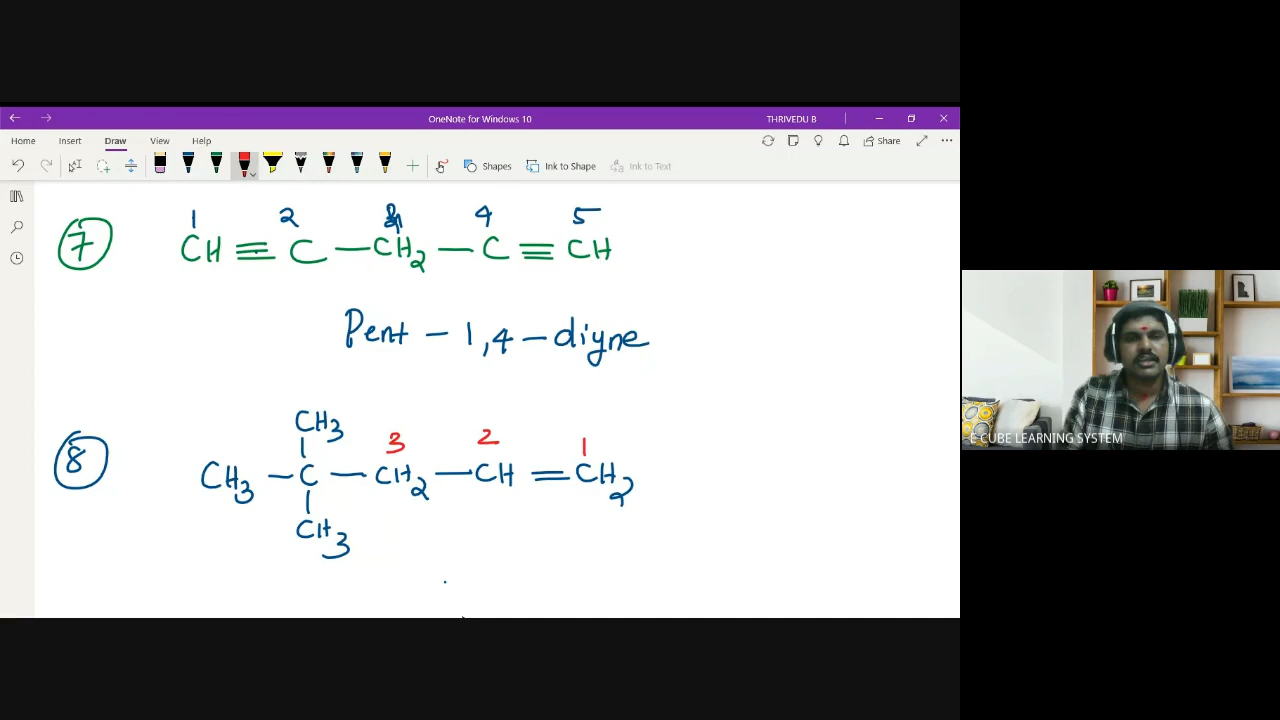 OneNote for Windows 10
THRIVEDU B
Home Insert Draw View Help
Share
Shapes Ink to Shape Ink to Text
1 2 4 5
7 CH ≡ C — CH2 — C ≡ CH
Pent - 1,4 - diyne
CH3
3 2 1
8 CH3 — C — CH2 — CH = CH2
CH3
E CUBE LEARNING SYSTEM